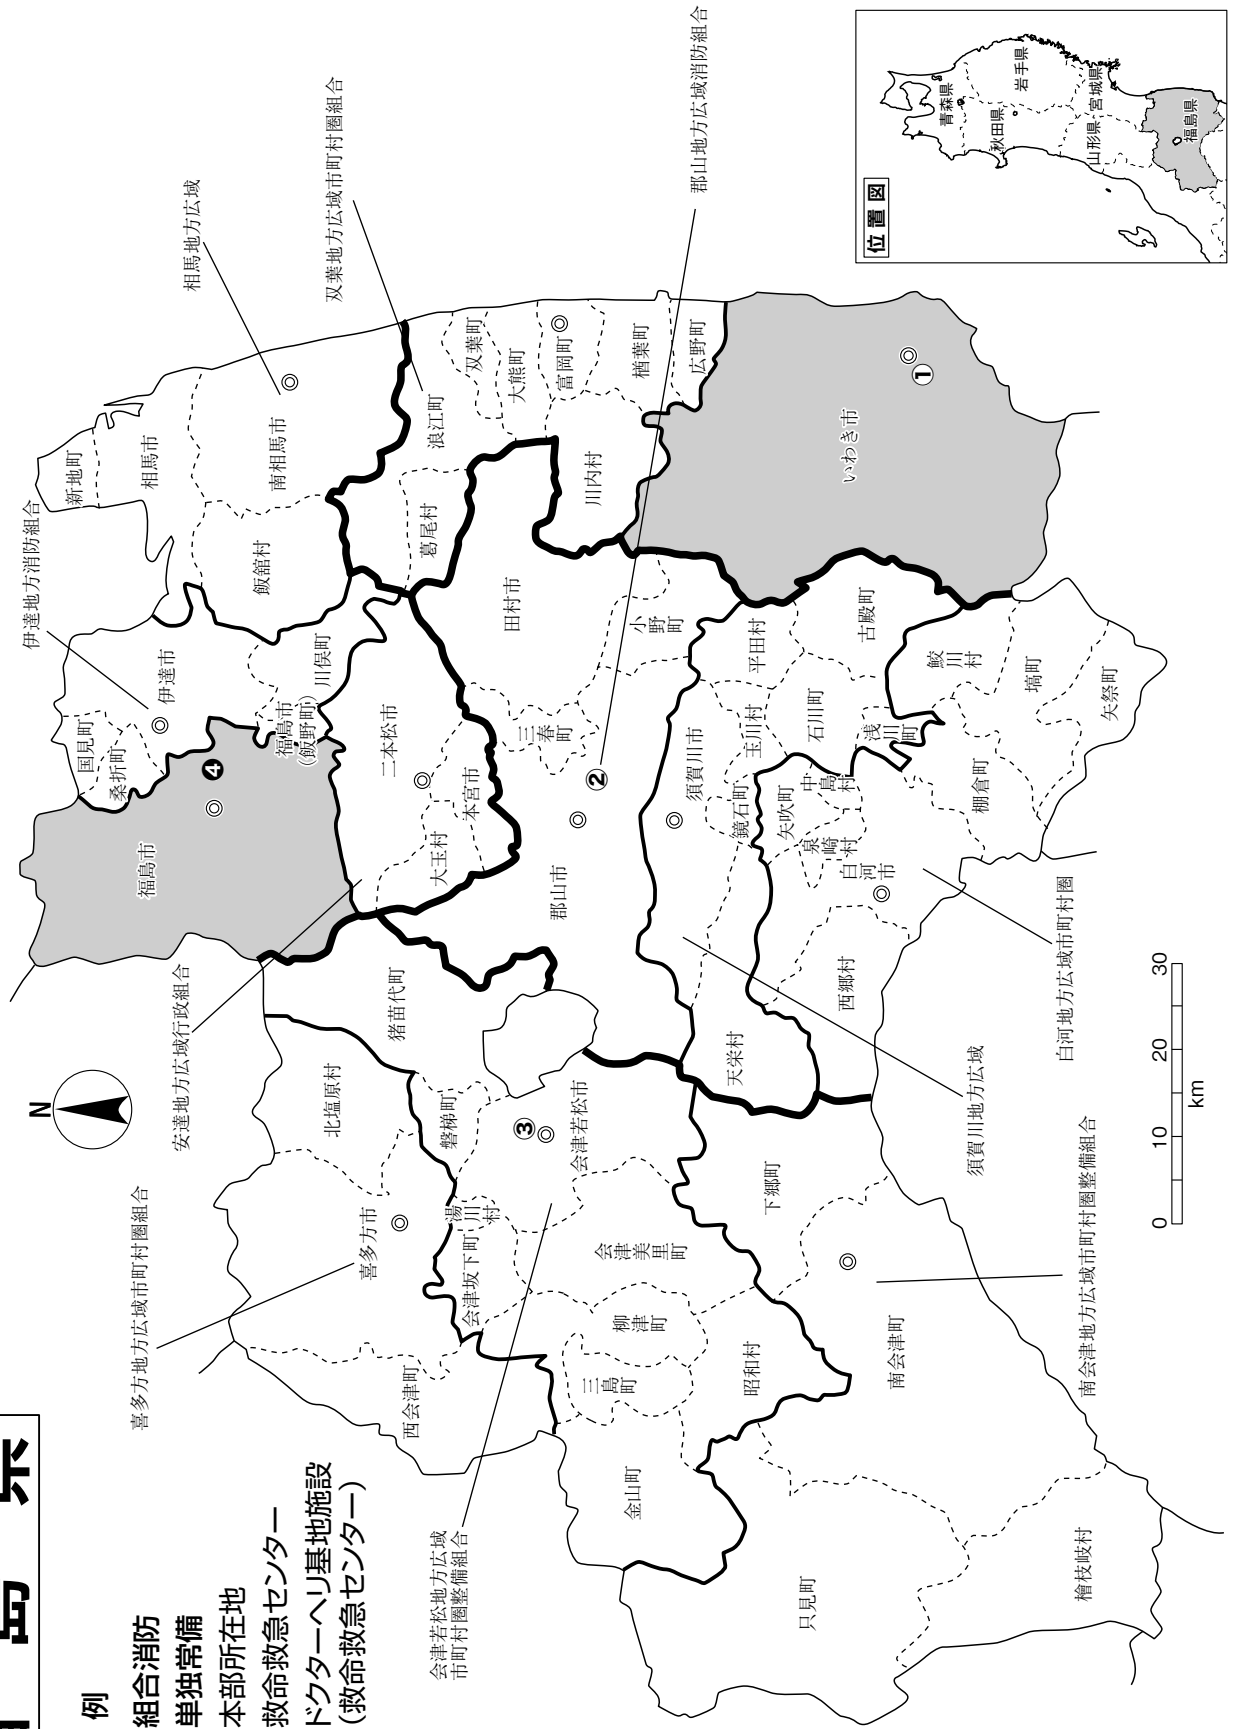 島 県
例
組合消防
単独常備
本部所在地
救命救急センター
ドクターヘリ基地施設
(救命救急センター)
N
伊達地方消防組合
相馬地方広域
双葉地方広域市町村圏組合
郡山地方広域消防組合
安達地方広域行政組合
喜多方地方広域市町村圏組合
会津若松地方広域
市町村圏整備組合
南会津地方広域市町村圏整備組合
須賀川地方広域
白河地方広域市町村圏
新地町
相馬市
南相馬市
飯舘村
国見町
桑折町
伊達市
川俣町
福島市
(飯野町)
福島市
④
浪江町
葛尾村
双葉町
大熊町
富岡町
楢葉町
広野町
川内村
二本松市
本宮市
大玉村
田村市
小野町
三春町
郡山市
②
いわき市
①
須賀川市
鏡石町
天栄村
玉川村
平田村
石川町
古殿町
浅川町
矢吹町
中島村
泉崎村
白河市
西郷村
棚倉町
鮫川村
塙町
矢祭町
猪苗代町
北塩原村
磐梯町
喜多方市
西会津町
湯川村
会津坂下町
会津若松市
③
会津美里町
柳津町
三島町
金山町
昭和村
下郷町
南会津町
只見町
檜枝岐村
0 10 20 30
km
位置図
青森県
秋田県
岩手県
山形県
宮城県
福島県